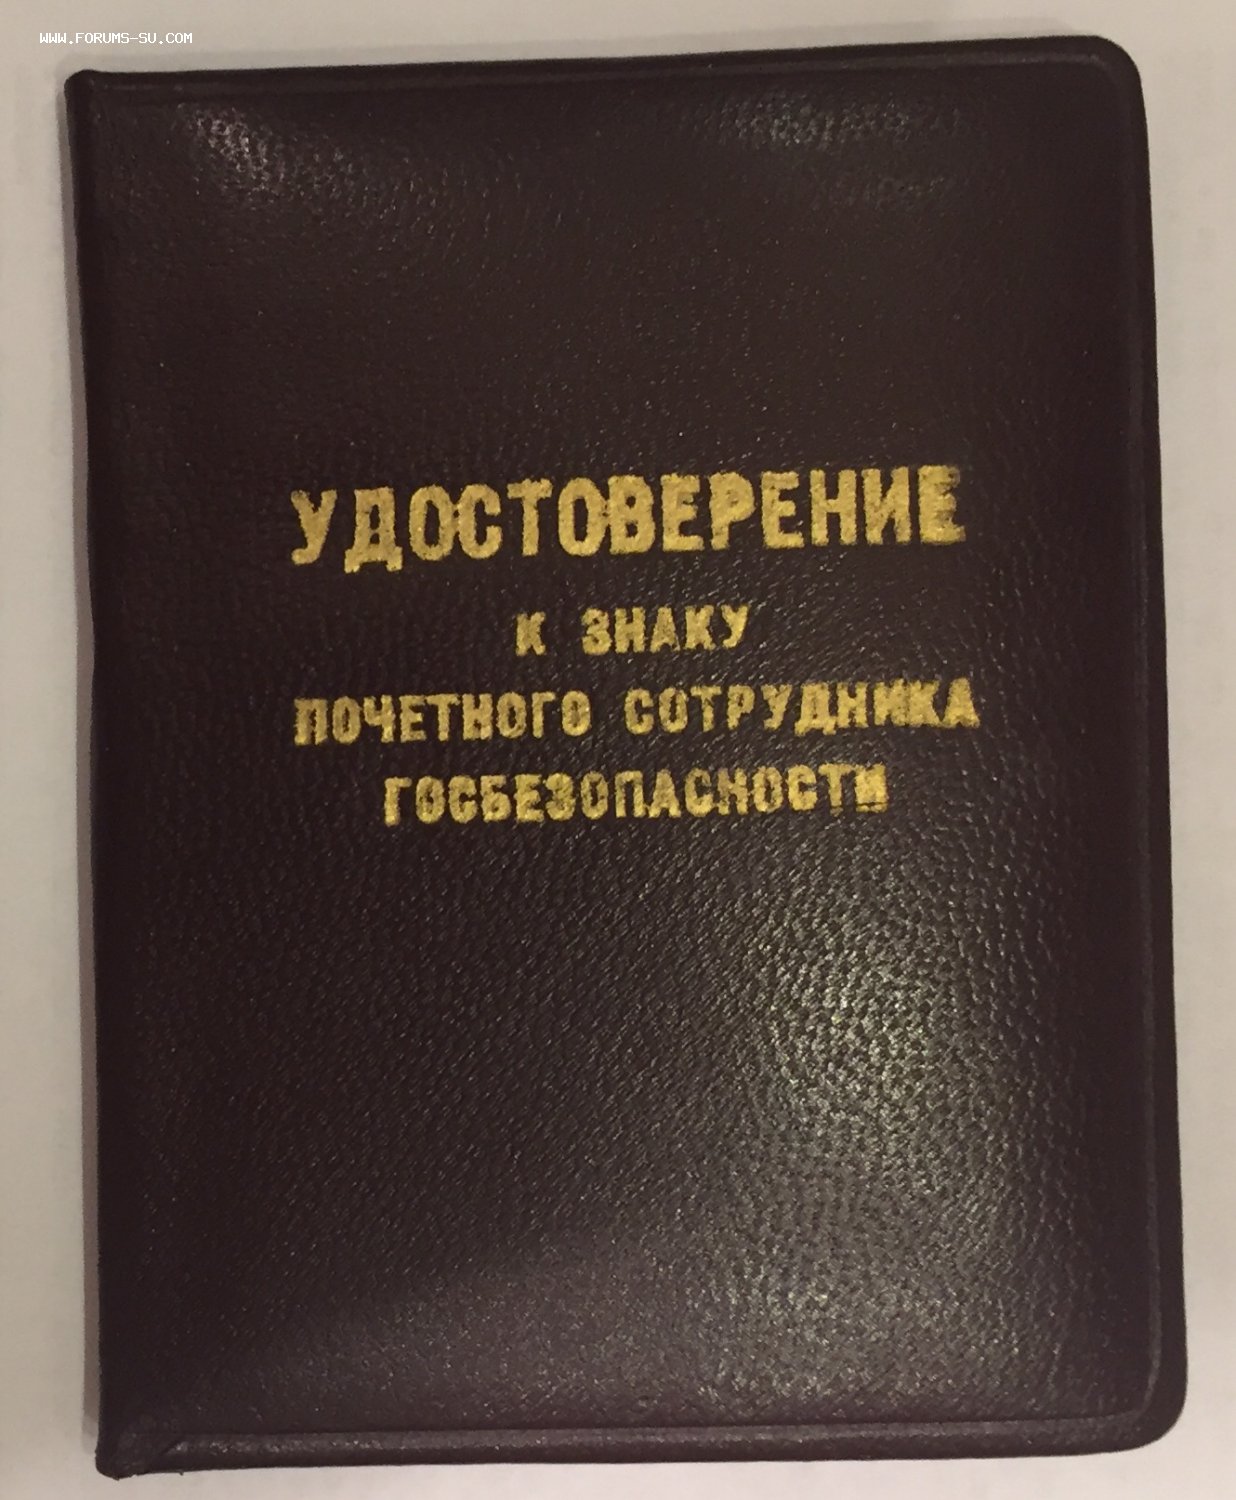 WWW.FORUMS-SU.COM
УДОСТОВЕРЕНИЕ
К ЗНАКУ
ПОЧЕТНОГО СОТРУДНИКА
ГОСБЕЗОПАСНОСТИ